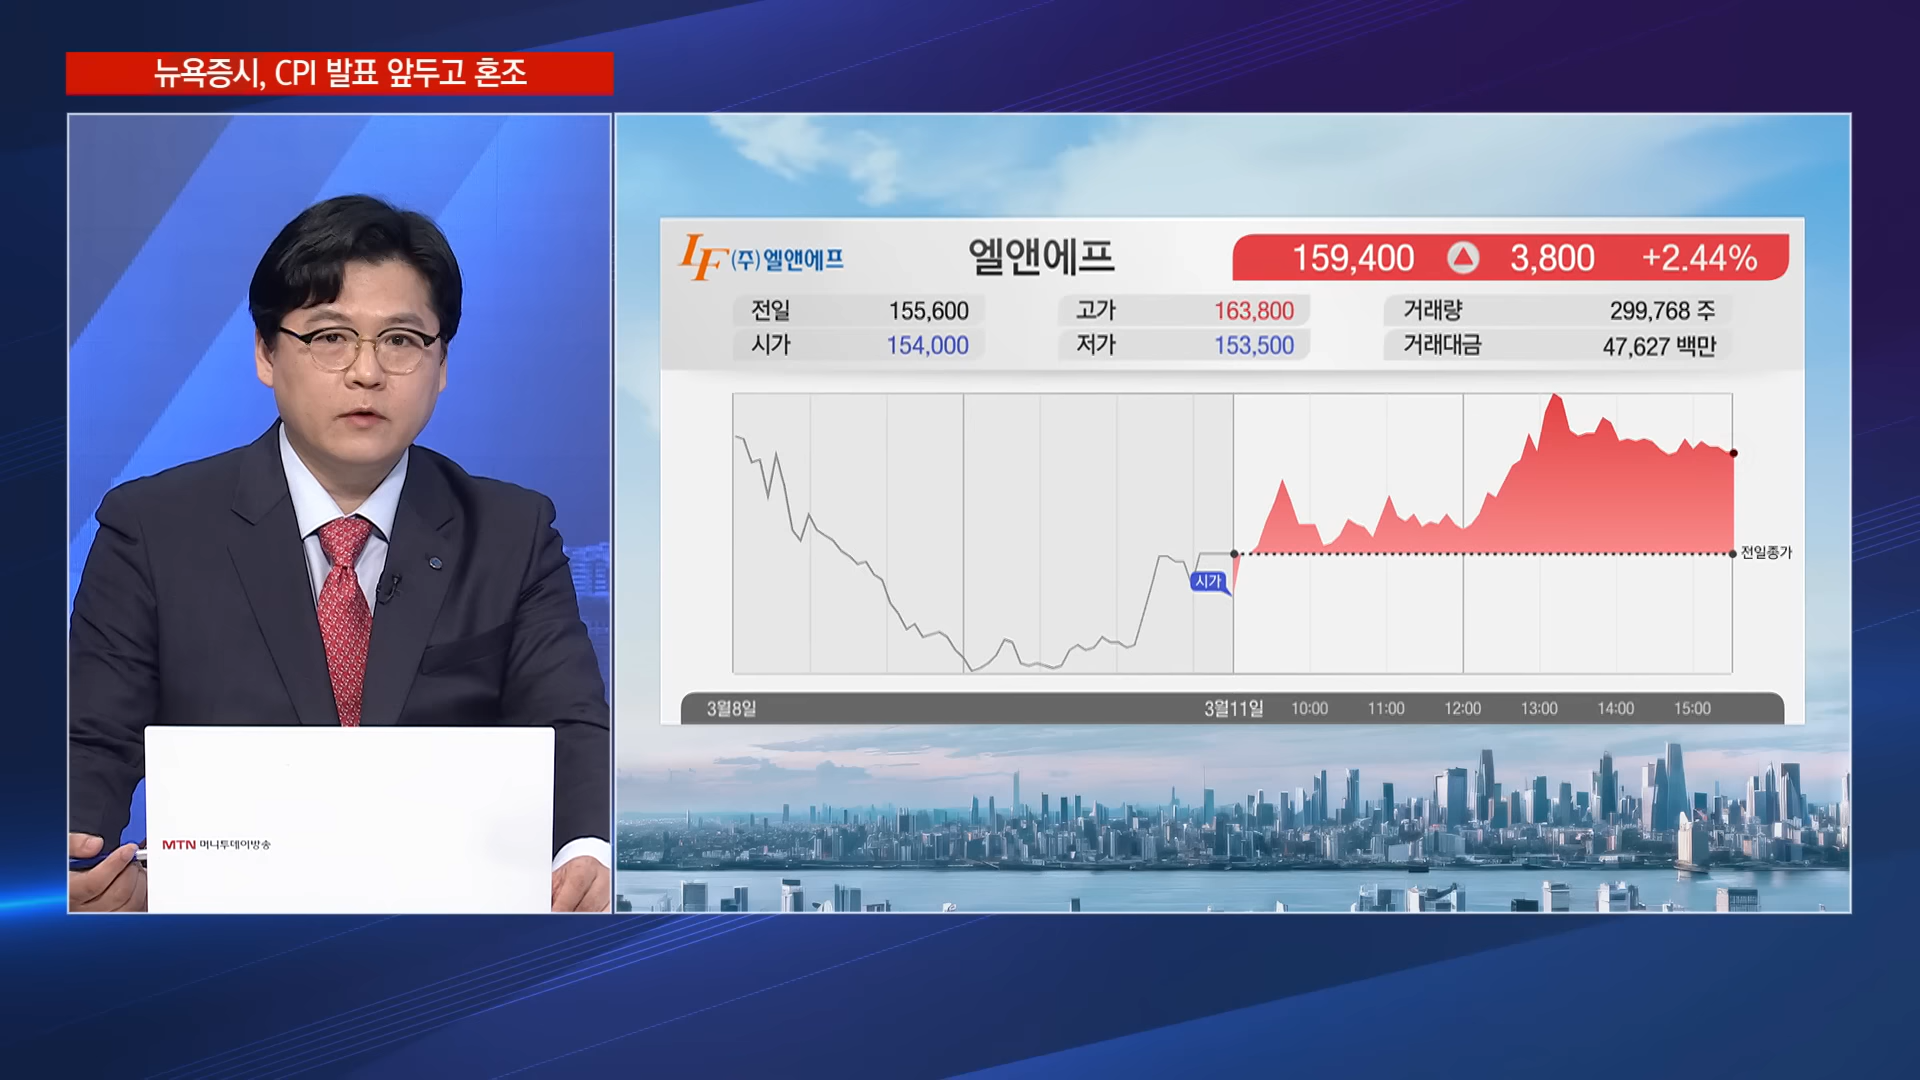 뉴욕증시, CPI 발표 앞두고 혼조
LF (주)엘앤에프
엘앤에프
159,400 ▲ 3,800 +2.44%
전일 155,600 고가 163,800 거래량 299,768 주
시가 154,000 저가 153,500 거래대금 47,627 백만
시가
전일종가
3월8일 3월11일 10:00 11:00 12:00 13:00 14:00 15:00
MTN 머니투데이방송